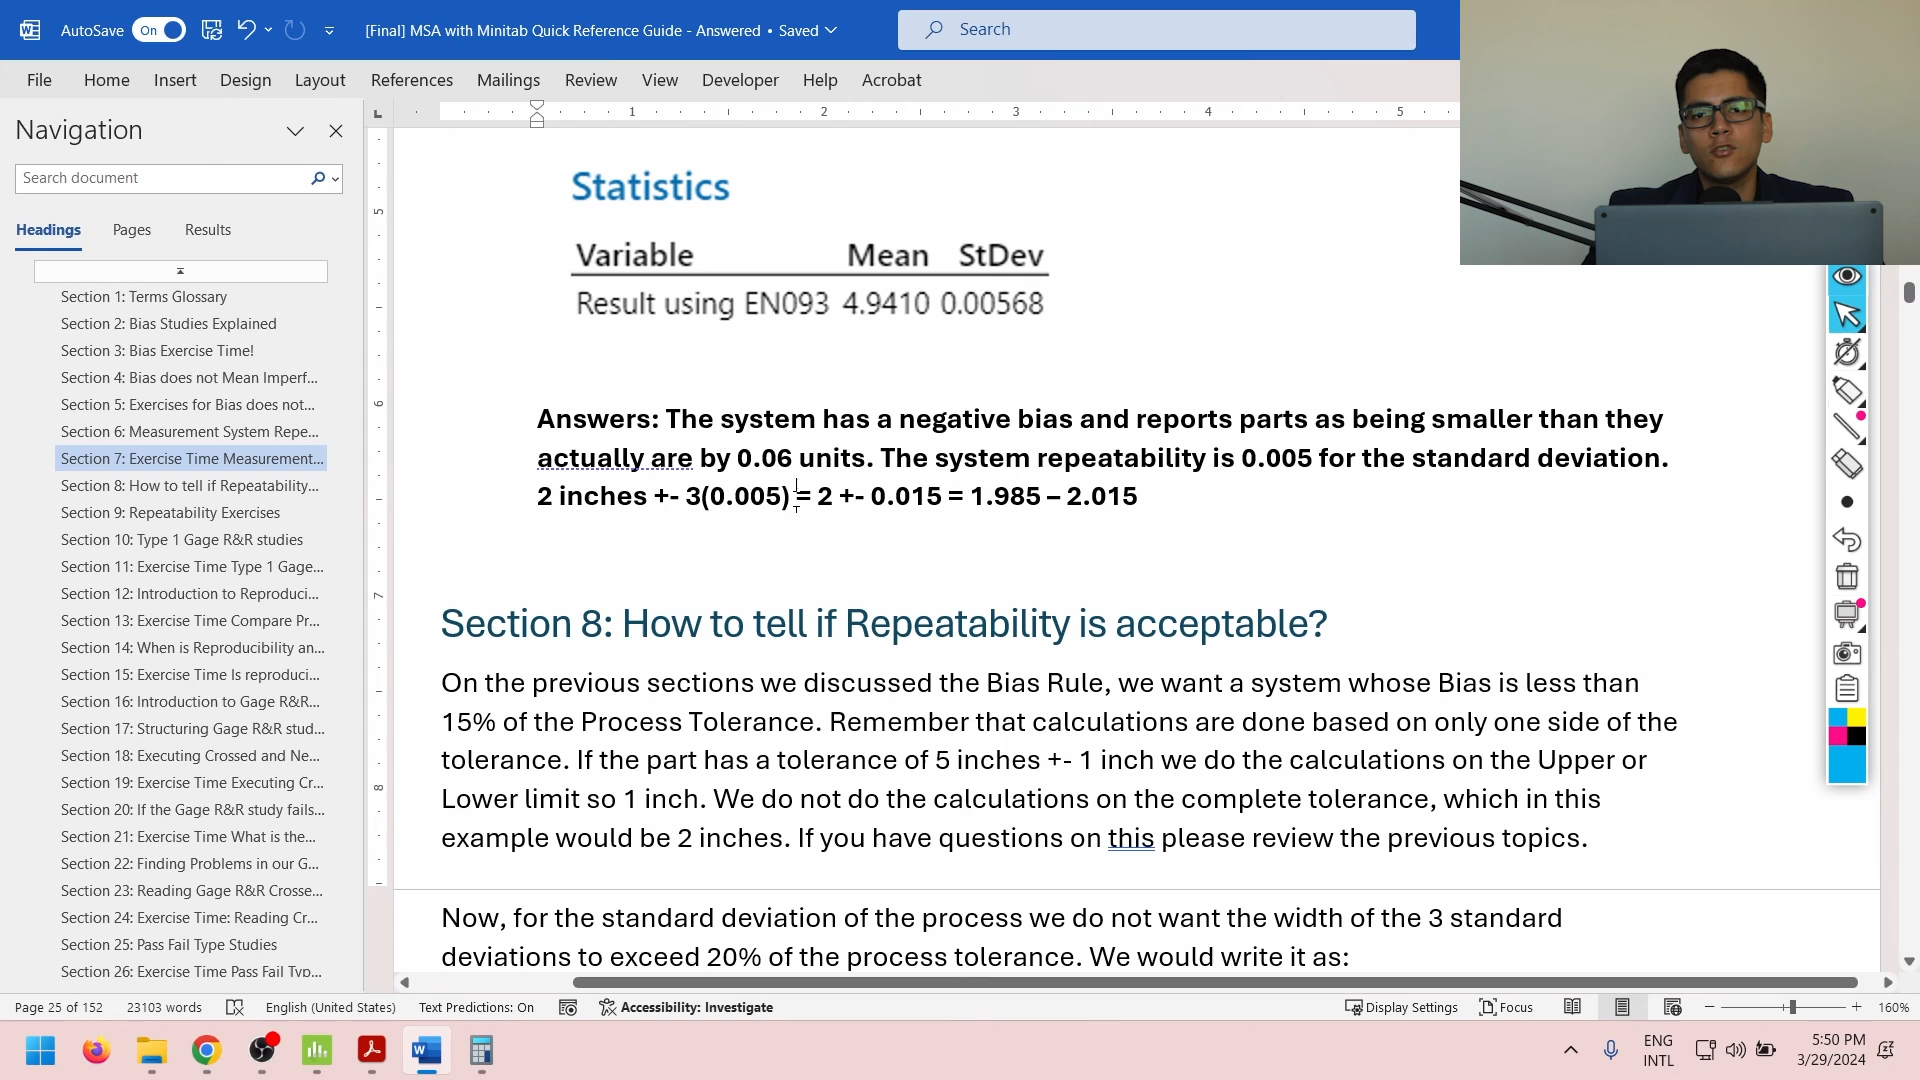 AutoSave On [Final] MSA with Minitab Quick Reference Guide - Answered • Saved Search
File Home Insert Design Layout References Mailings Review View Developer Help Acrobat
Navigation
Search document
Headings Pages Results
Section 1: Terms Glossary
Section 2: Bias Studies Explained
Section 3: Bias Exercise Time!
Section 4: Bias does not Mean Imperf...
Section 5: Exercises for Bias does not...
Section 6: Measurement System Repe...
Section 7: Exercise Time Measurement...
Section 8: How to tell if Repeatability...
Section 9: Repeatability Exercises
Section 10: Type 1 Gage R&R studies
Section 11: Exercise Time Type 1 Gage...
Section 12: Introduction to Reproduci...
Section 13: Exercise Time Compare Pr...
Section 14: When is Reproducibility an...
Section 15: Exercise Time Is reproduci...
Section 16: Introduction to Gage R&R...
Section 17: Structuring Gage R&R stud...
Section 18: Executing Crossed and Ne...
Section 19: Exercise Time Executing Cr...
Section 20: If the Gage R&R study fails...
Section 21: Exercise Time What is the...
Section 22: Finding Problems in our G...
Section 23: Reading Gage R&R Crosse...
Section 24: Exercise Time: Reading Cr...
Section 25: Pass Fail Type Studies
Section 26: Exercise Time Pass Fail Typ...
1 2 3 4 5
5
6
7
8
Statistics
Variable Mean StDev
Result using EN093 4.9410 0.00568
Answers: The system has a negative bias and reports parts as being smaller than they
actually are by 0.06 units. The system repeatability is 0.005 for the standard deviation.
2 inches +- 3(0.005) = 2 +- 0.015 = 1.985 – 2.015
Section 8: How to tell if Repeatability is acceptable?
On the previous sections we discussed the Bias Rule, we want a system whose Bias is less than
15% of the Process Tolerance. Remember that calculations are done based on only one side of the
tolerance. If the part has a tolerance of 5 inches +- 1 inch we do the calculations on the Upper or
Lower limit so 1 inch. We do not do the calculations on the complete tolerance, which in this
example would be 2 inches. If you have questions on this please review the previous topics.
Now, for the standard deviation of the process we do not want the width of the 3 standard
deviations to exceed 20% of the process tolerance. We would write it as:
Page 25 of 152 23103 words English (United States) Text Predictions: On Accessibility: Investigate Display Settings Focus 160%
ENG
INTL
5:50 PM
3/29/2024